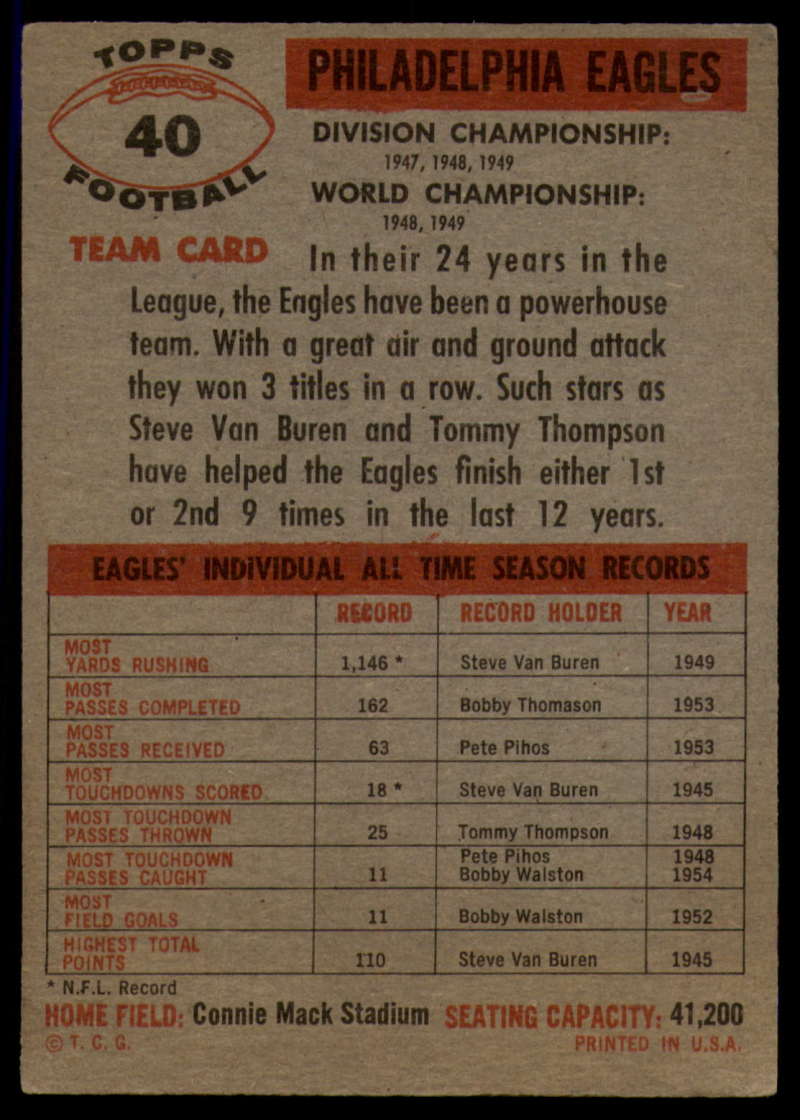 TOPPS
40
FOOTBALL
PHILADELPHIA EAGLES
DIVISION CHAMPIONSHIP:
1947, 1948, 1949
WORLD CHAMPIONSHIP:
1948, 1949
TEAM CARD
In their 24 years in the
League, the Eagles have been a powerhouse
team. With a great air and ground attack
they won 3 titles in a row. Such stars as
Steve Van Buren and Tommy Thompson
have helped the Eagles finish either 1st
or 2nd 9 times in the last 12 years.
EAGLES' INDIVIDUAL ALL TIME SEASON RECORDS
RECORD RECORD HOLDER YEAR
MOST
YARDS RUSHING 1,146 * Steve Van Buren 1949
MOST
PASSES COMPLETED 162 Bobby Thomason 1953
MOST
PASSES RECEIVED 63 Pete Pihos 1953
MOST
TOUCHDOWNS SCORED 18 * Steve Van Buren 1945
MOST TOUCHDOWN
PASSES THROWN 25 Tommy Thompson 1948
MOST TOUCHDOWN Pete Pihos 1948
PASSES CAUGHT 11 Bobby Walston 1954
MOST
FIELD GOALS 11 Bobby Walston 1952
HIGHEST TOTAL
POINTS 110 Steve Van Buren 1945
* N.F.L. Record
HOME FIELD: Connie Mack Stadium SEATING CAPACITY: 41,200
© T. C. G. PRINTED IN U.S.A.